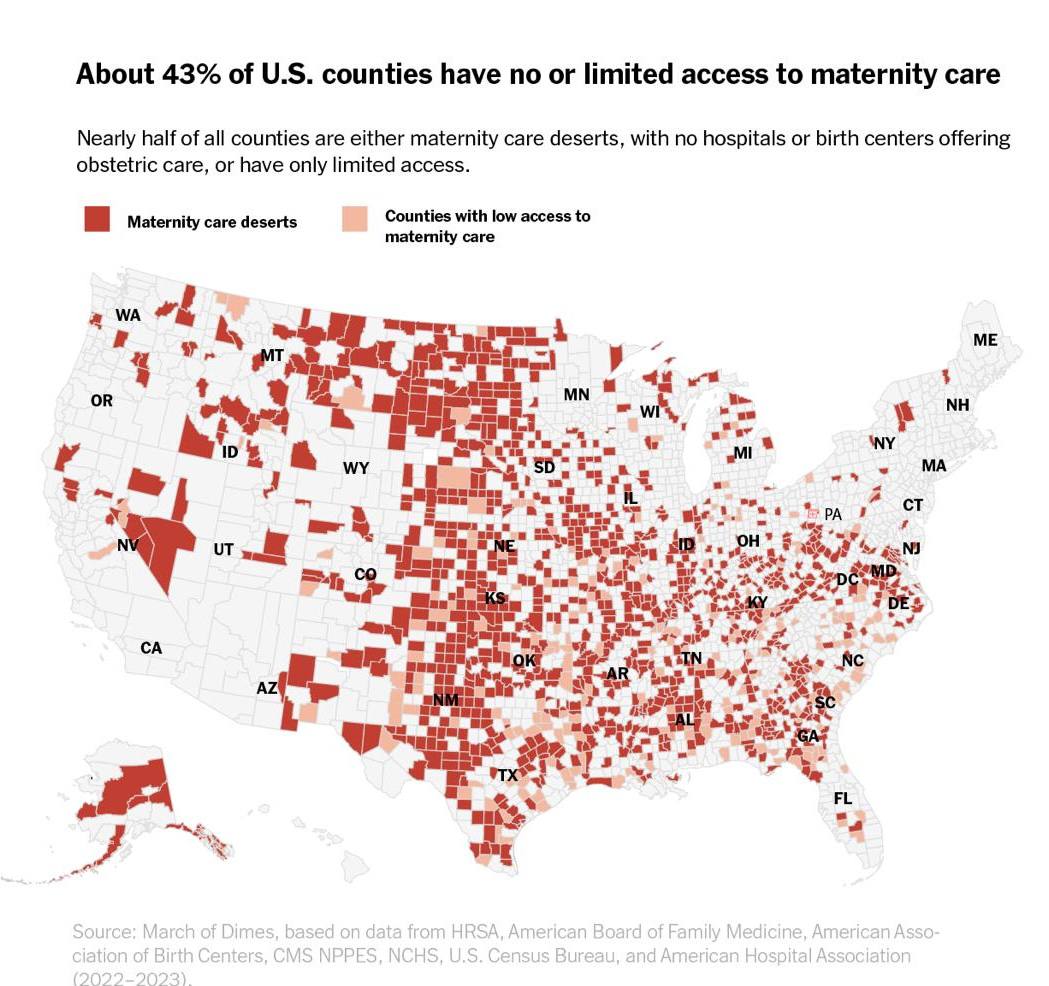 About 43% of U.S. counties have no or limited access to maternity care
Nearly half of all counties are either maternity care deserts, with no hospitals or birth centers offering
obstetric care, or have only limited access.
Maternity care deserts
Counties with low access to
maternity care
WA
ME
MT
MN
OR
NH
WI
NY
ID
MI
WY
SD
MA
IL
CT
PA
NV
UT
NE
ID
OH
NJ
CO
DC
MD
KS
KY
DE
CA
OK
TN
NC
AZ
AR
NM
SC
AL
GA
TX
FL
Source: March of Dimes, based on data from HRSA, American Board of Family Medicine, American Asso-
ciation of Birth Centers, CMS NPPES, NCHS, U.S. Census Bureau, and American Hospital Association
(2022–2023).